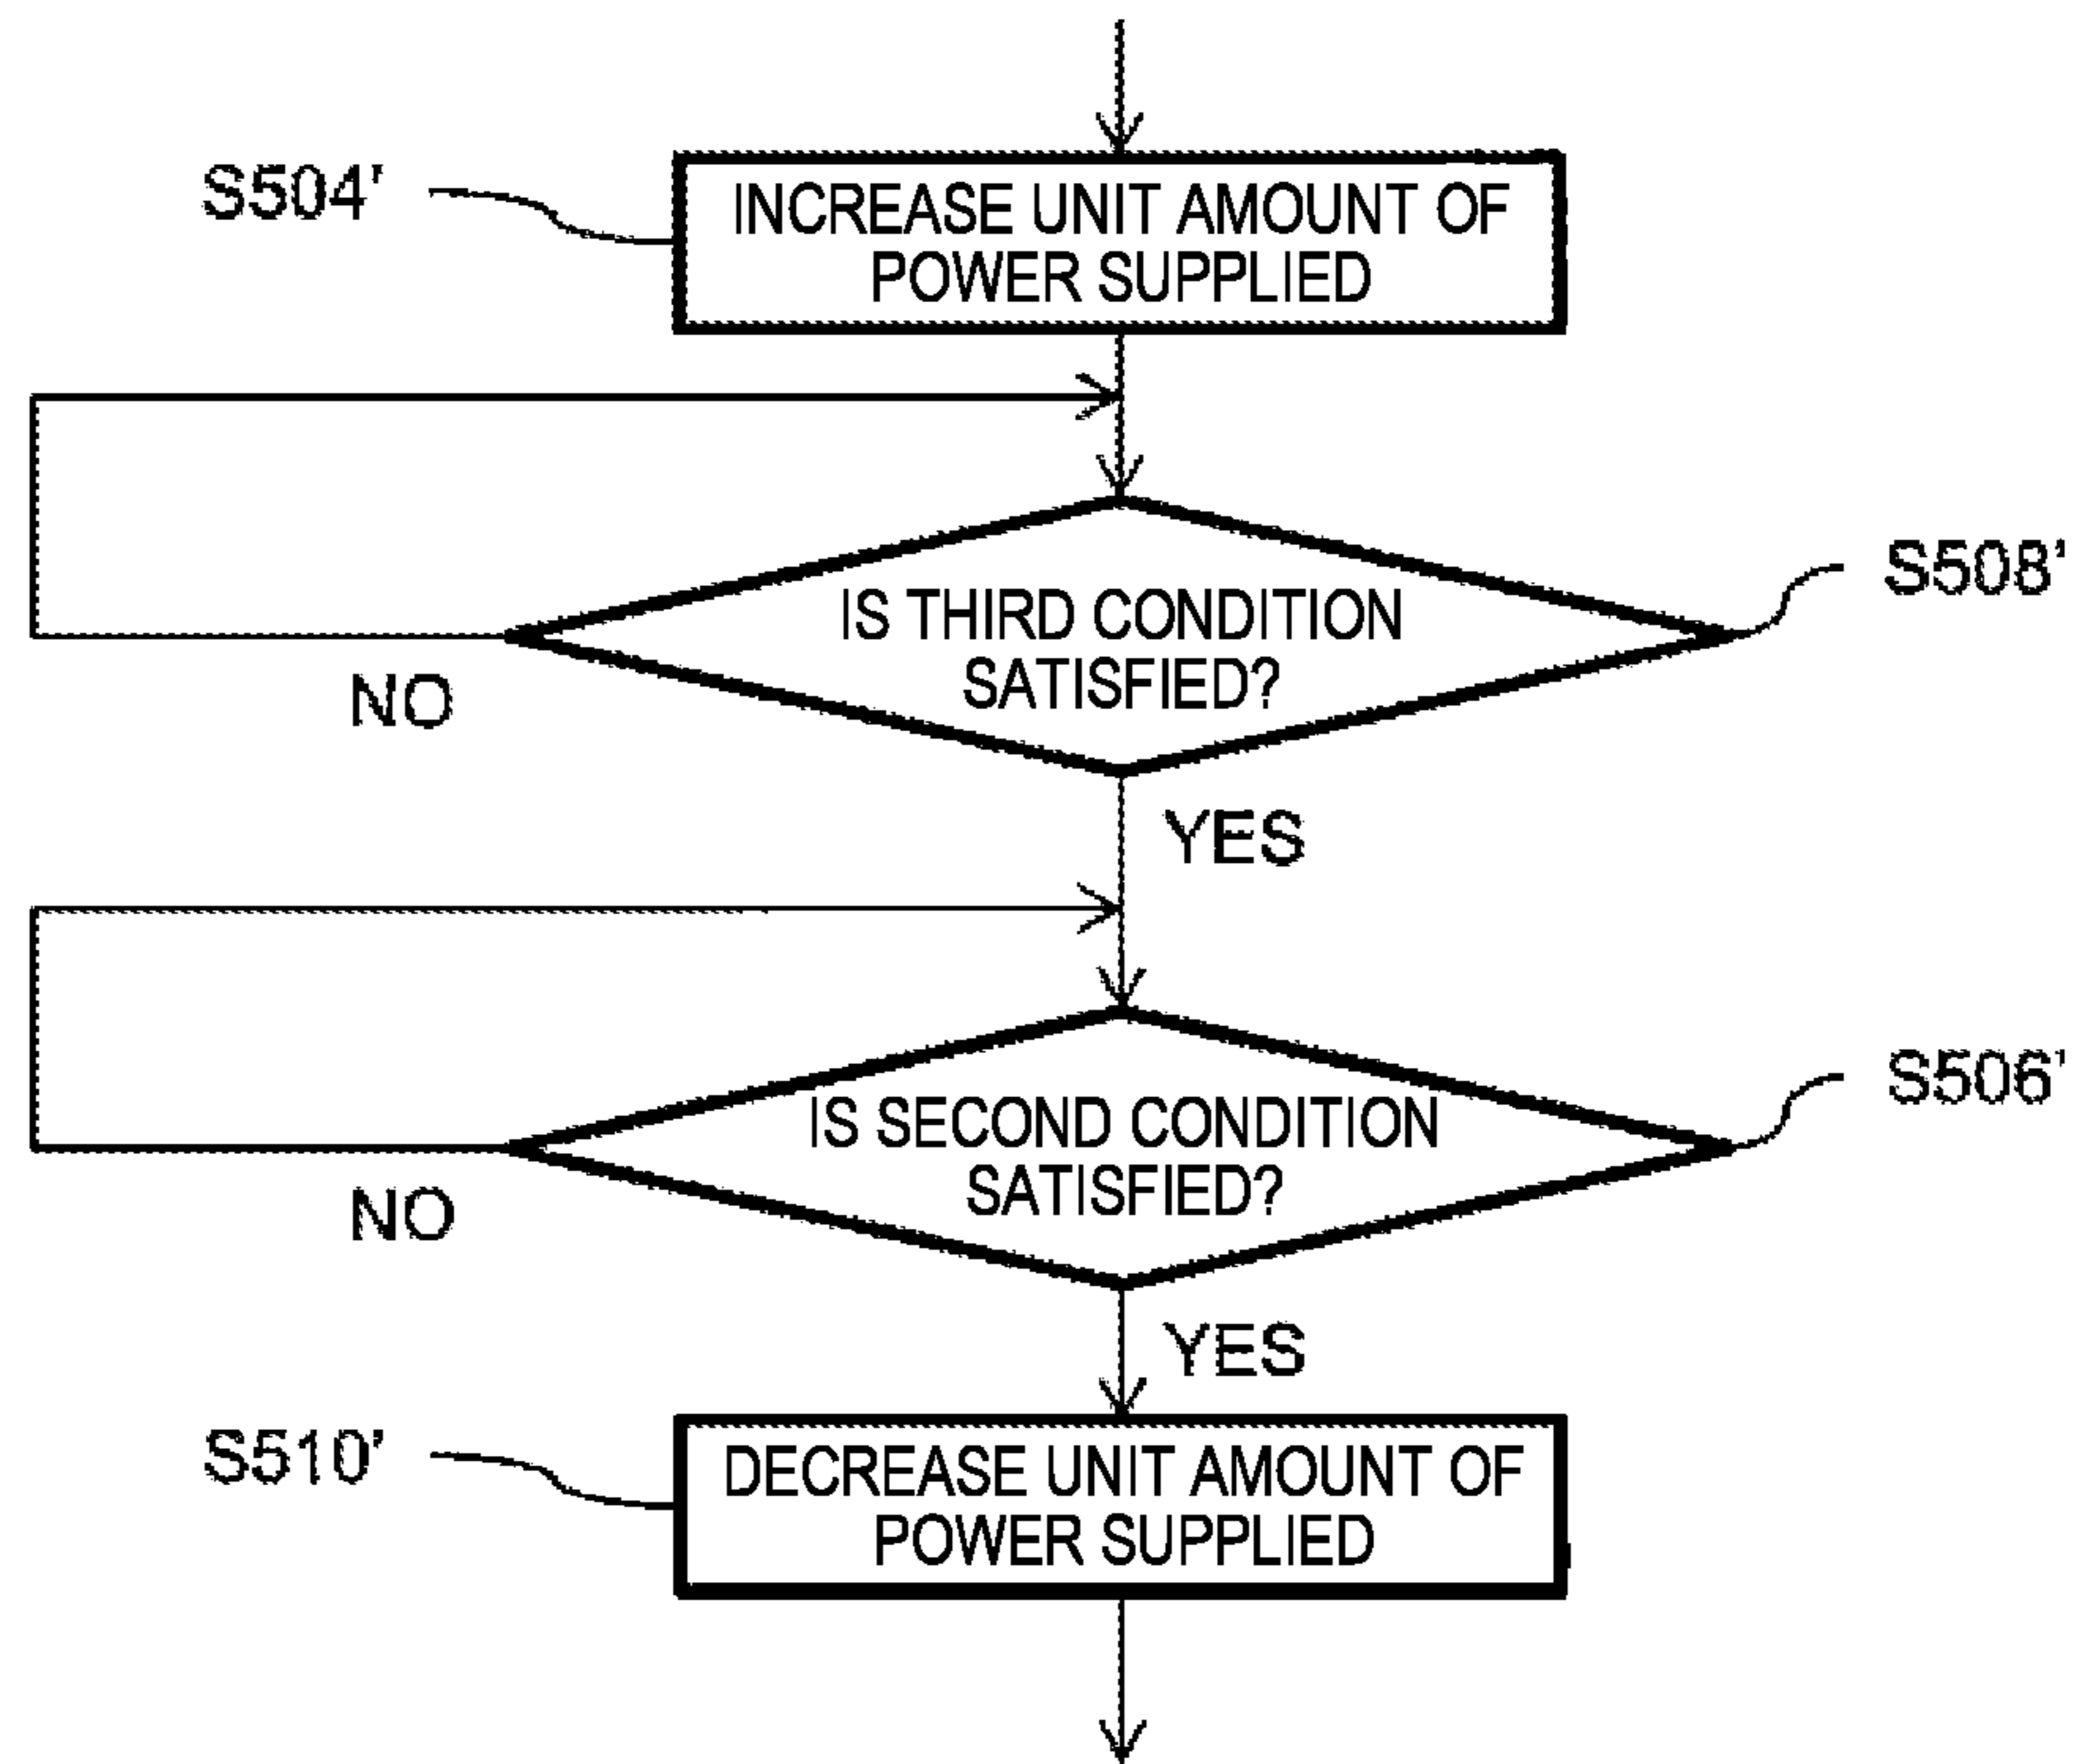 S504'
INCREASE UNIT AMOUNT OF
POWER SUPPLIED
IS THIRD CONDITION
SATISFIED?
S508'
NO
YES
IS SECOND CONDITION
SATISFIED?
S506'
NO
YES
S510'
DECREASE UNIT AMOUNT OF
POWER SUPPLIED